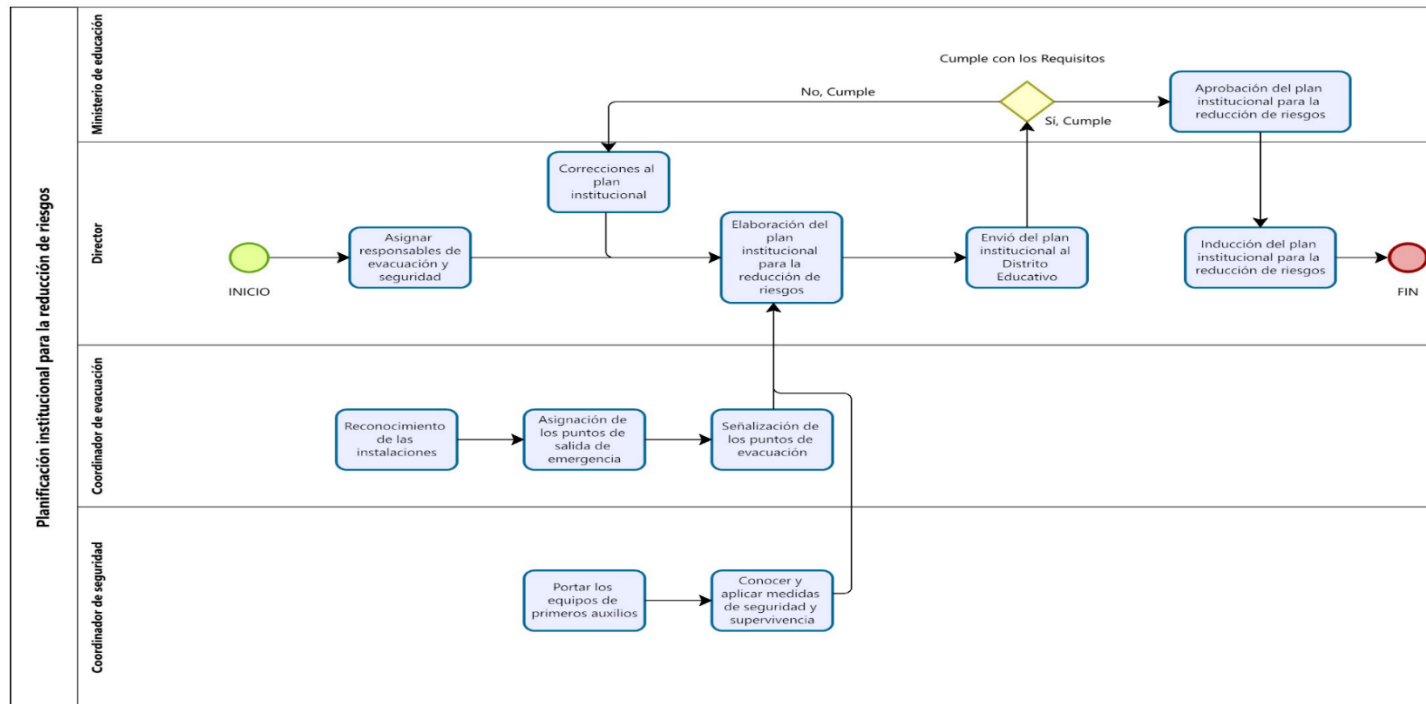 Planificación institucional para la reducción de riesgos
Ministerio de educación
Cumple con los Requisitos
No, Cumple
Sí, Cumple
Aprobación del plan
institucional para la
reducción de riesgos
Director
INICIO
Asignar
responsables de
evacuación y
seguridad
Correcciones al
plan
institucional
Elaboración del
plan
institucional
para la
reducción de
riesgos
Envió del plan
institucional al
Distrito
Educativo
Inducción del plan
institucional para la
reducción de riesgos
FIN
Coordinador de evacuación
Reconocimiento
de las
instalaciones
Asignación de
los puntos de
salida de
emergencia
Señalización de
los puntos de
evacuación
Coordinador de seguridad
Portar los
equipos de
primeros auxilios
Conocer y
aplicar medidas
de seguridad y
supervivencia